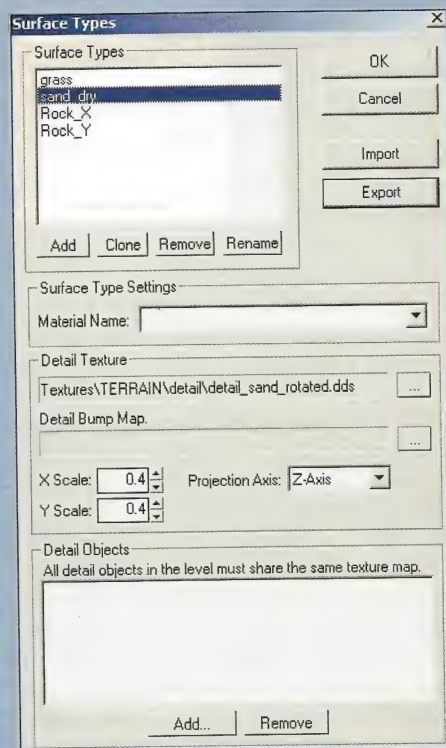 Surface Types
Surface Types
grass
sand_dry
Rock_X
Rock_Y
Add Clone Remove Rename
OK
Cancel
Import
Export
Surface Type Settings
Material Name:
Detail Texture
Textures\TERRAIN\detail\detail_sand_rotated.dds ...
Detail Bump Map.
...
X Scale: 0.4 Projection Axis: Z-Axis
Y Scale: 0.4
Detail Objects
All detail objects in the level must share the same texture map.
Add... Remove